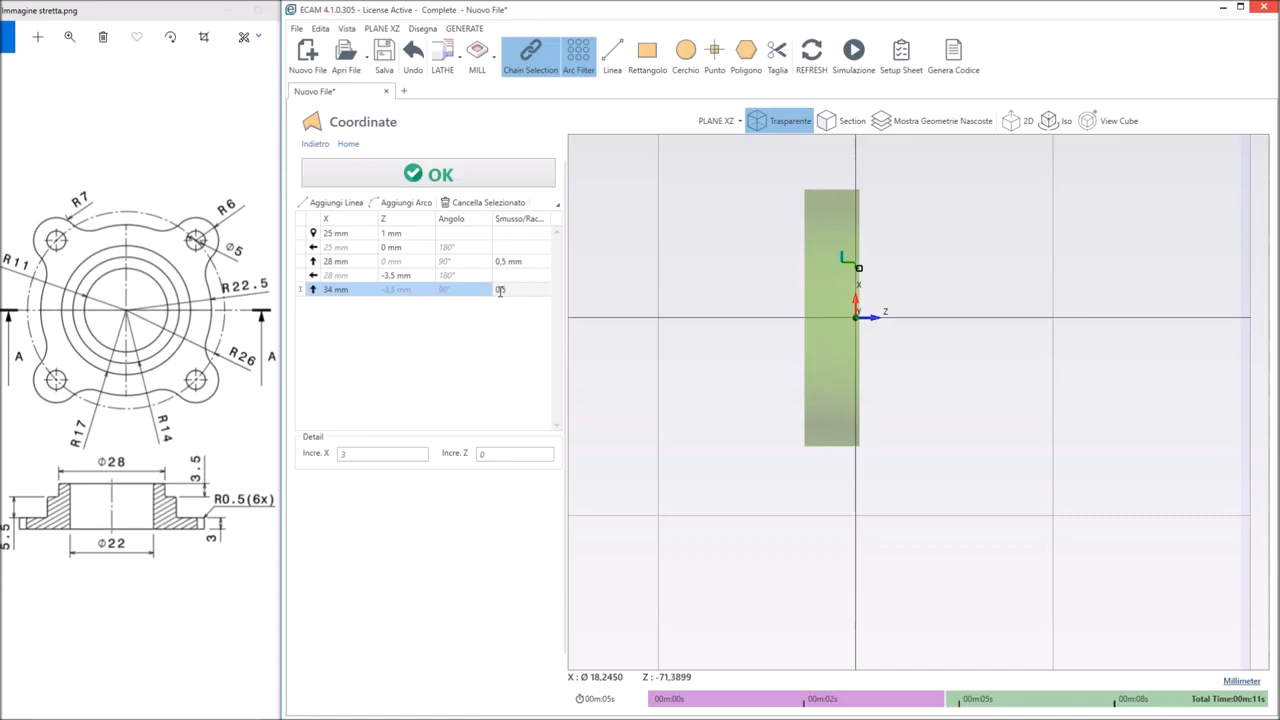 Immagine stretta.png
ECAM 4.1.0.305 - License Active - Complete - Nuovo File*
File Edita Vista PLANE XZ Disegna GENERATE
Nuovo File Apri File Salva Undo LATHE MILL Chain Selection Arc Filter Linea Rettangolo Cerchio Punto Poligono Taglia REFRESH Simulazione Setup Sheet Genera Codice
Nuovo File*
Coordinate
Indietro Home
OK
Aggiungi Linea Aggiungi Arco Cancella Selezionato
X Z Angolo Smusso/Rac...
25 mm 1 mm
25 mm 0 mm 180°
28 mm 0 mm 90° 0,5 mm
28 mm -3.5 mm 180°
34 mm -3,5 mm 90°
Detail
Incre. X 3 Incre. Z 0
PLANE XZ Trasparente Section Mostra Geometrie Nascoste 2D Iso View Cube
X
Y
Z
X : Ø 18,2450 Z : -71,3899
Millimeter
00m:05s 00m:00s 00m:02s 00m:05s 00m:08s Total Time:00m:11s
R7
R6
Ø5
R11
R22.5
R26
A A
R17
R14
Ø28
3.5
R0.5(6x)
5.5
3
Ø22